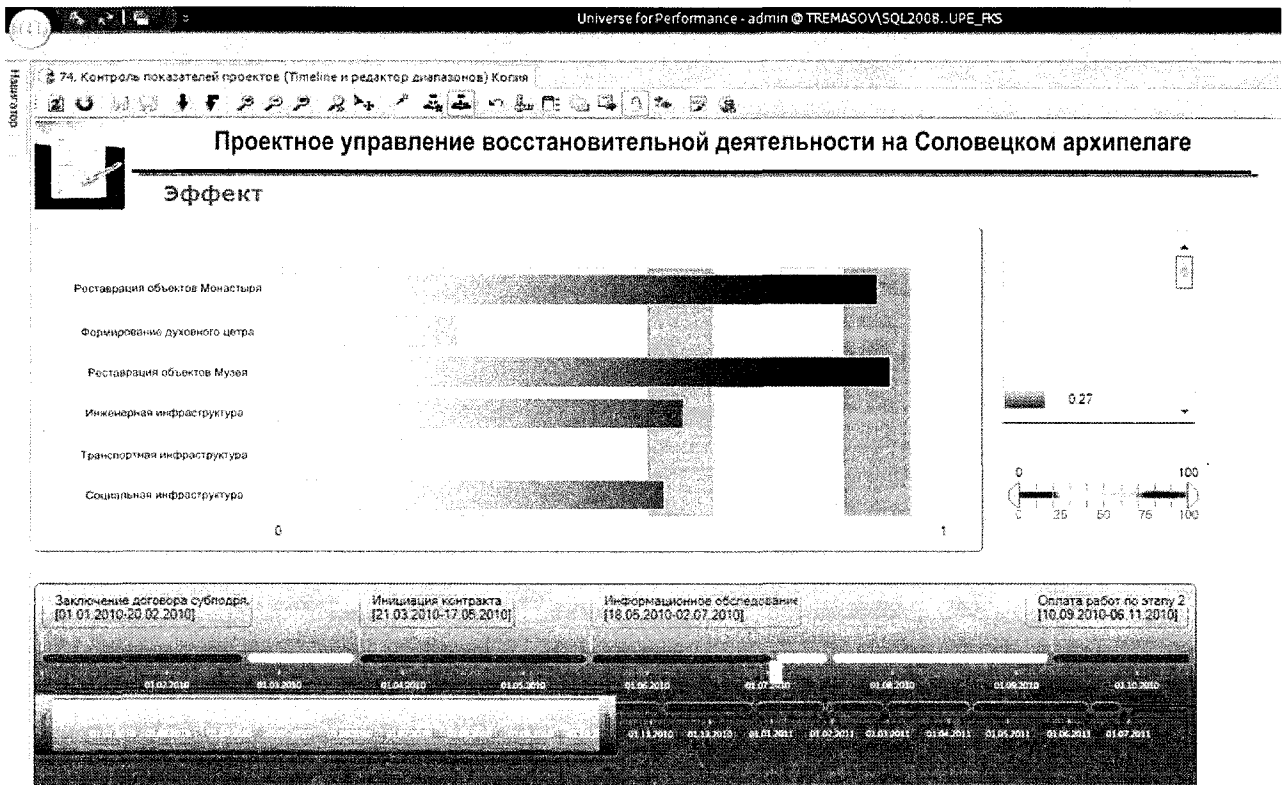 Universe for Performance - admin @ TREMASOV\SQL2008..UPE_FKS
Навигатор
74. Контроль показателей проектов (Timeline и редактор диапазонов) Копия
Проектное управление восстановительной деятельности на Соловецком архипелаге
Эффект
Реставрация объектов Монастыря
Формирование духовного цетра
Реставрация объектов Музея
Инженерная инфраструктура
Транспортная инфраструктура
Социальная инфраструктура
0 1
0.27
0 100
0 25 50 75 100
Заключение договора субподря,
[01.01.2010-20.02.2010]
Инициация контракта
[21.03.2010-17.05.2010]
Информационное обследование
[18.05.2010-02.07.2010]
Оплата работ по этапу 2
[10.09.2010-06.11.2010]
01.02.2010 01.03.2010 01.04.2010 01.05.2010 01.06.2010 01.07.2010 01.08.2010 01.09.2010 01.10.2010
01.11.2010 01.12.2010 01.01.2011 01.02.2011 01.03.2011 01.04.2011 01.05.2011 01.06.2011 01.07.2011